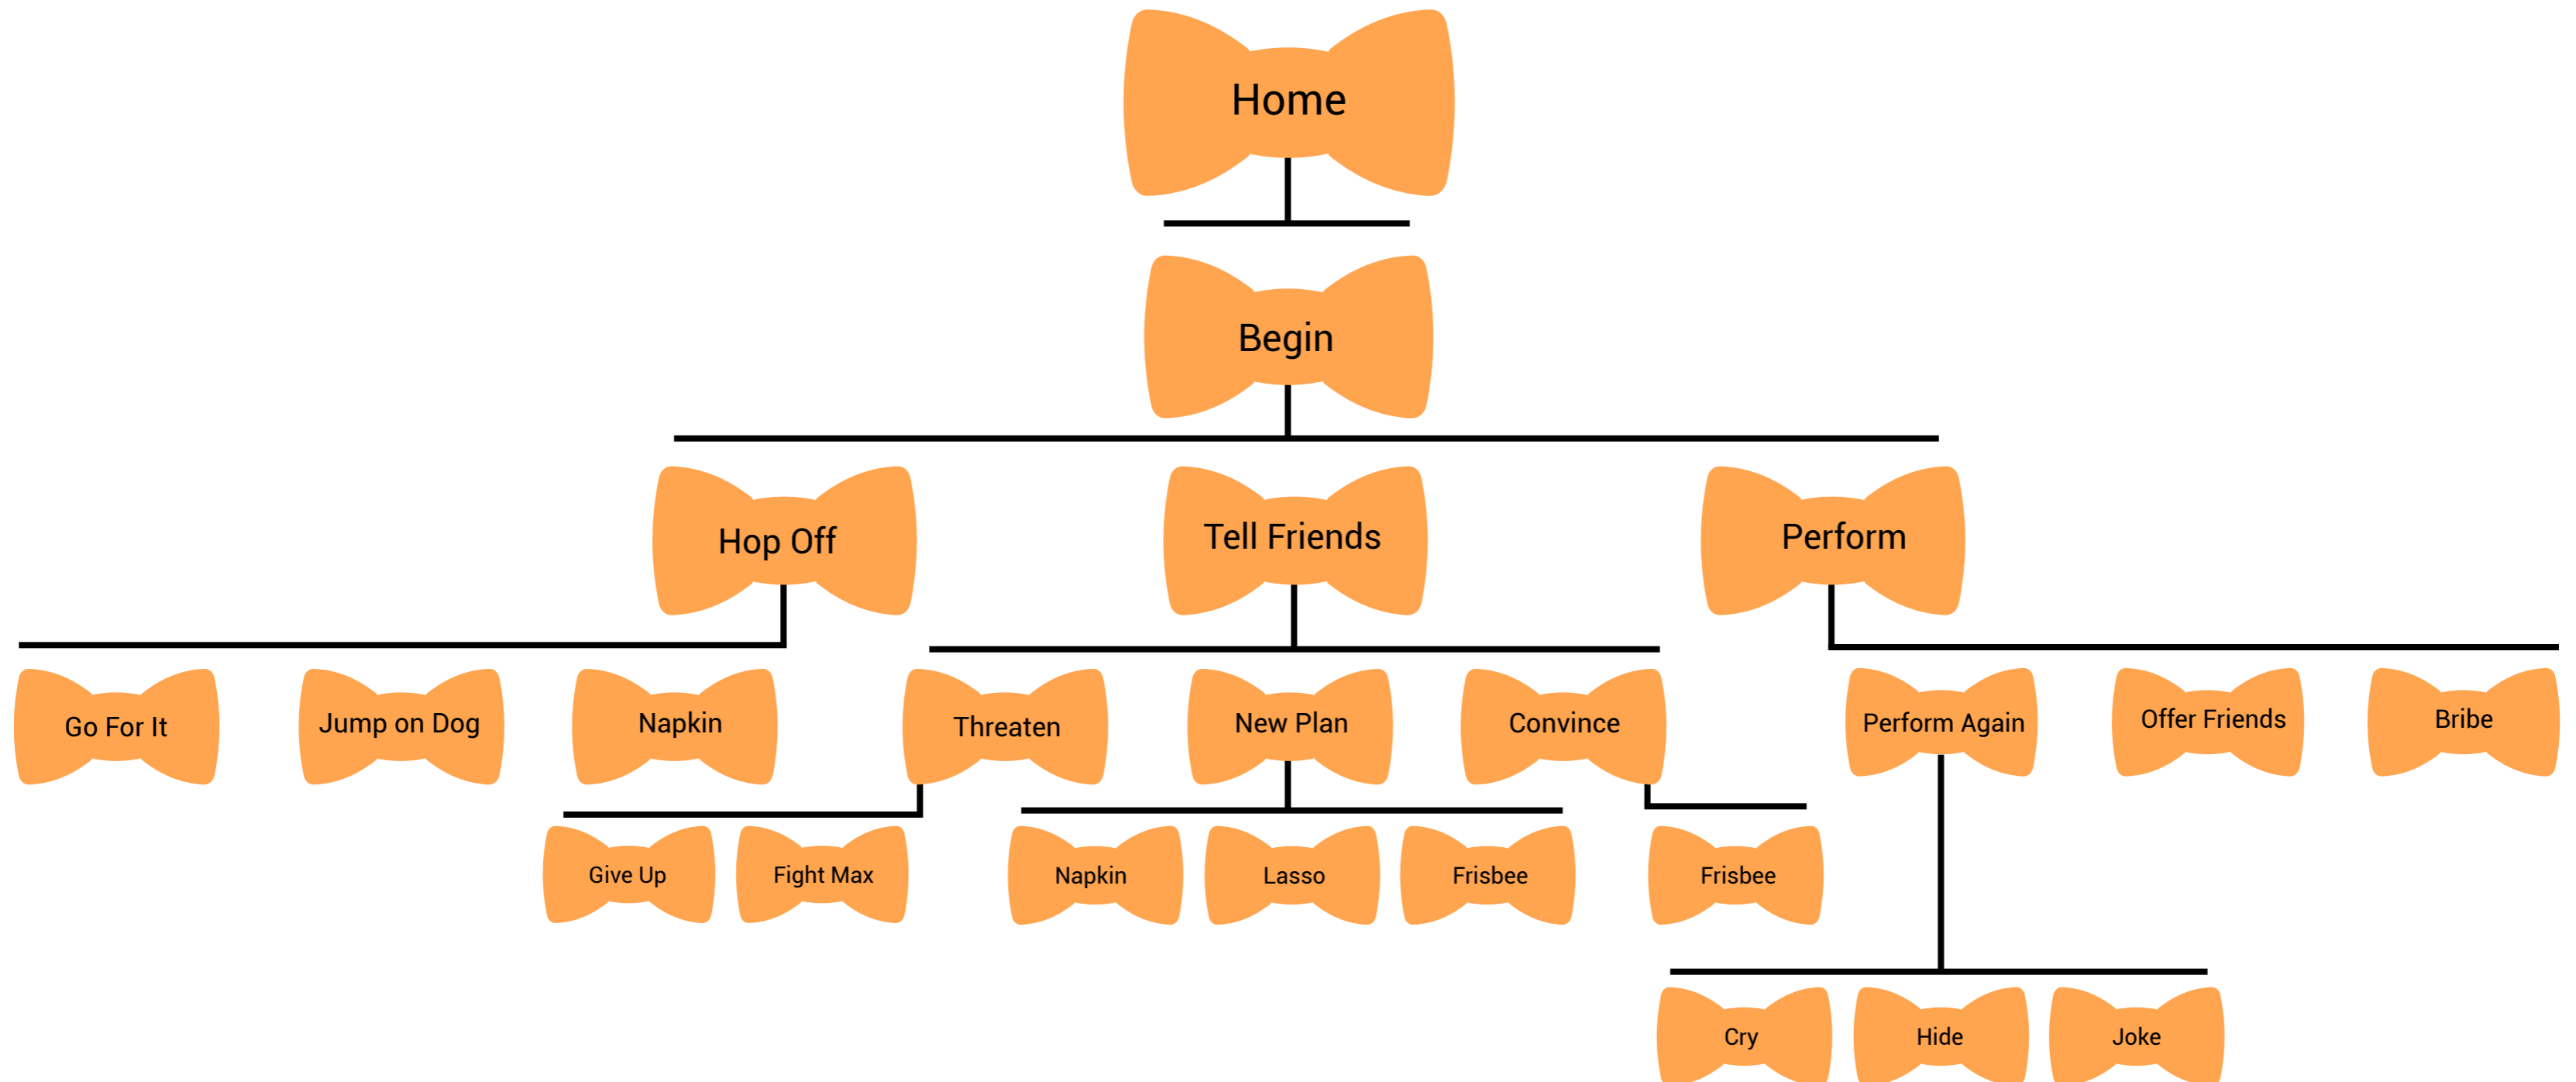 Home
Begin
Hop Off
Tell Friends
Perform
Go For It
Jump on Dog
Napkin
Threaten
New Plan
Convince
Perform Again
Offer Friends
Bribe
Give Up
Fight Max
Napkin
Lasso
Frisbee
Frisbee
Cry
Hide
Joke